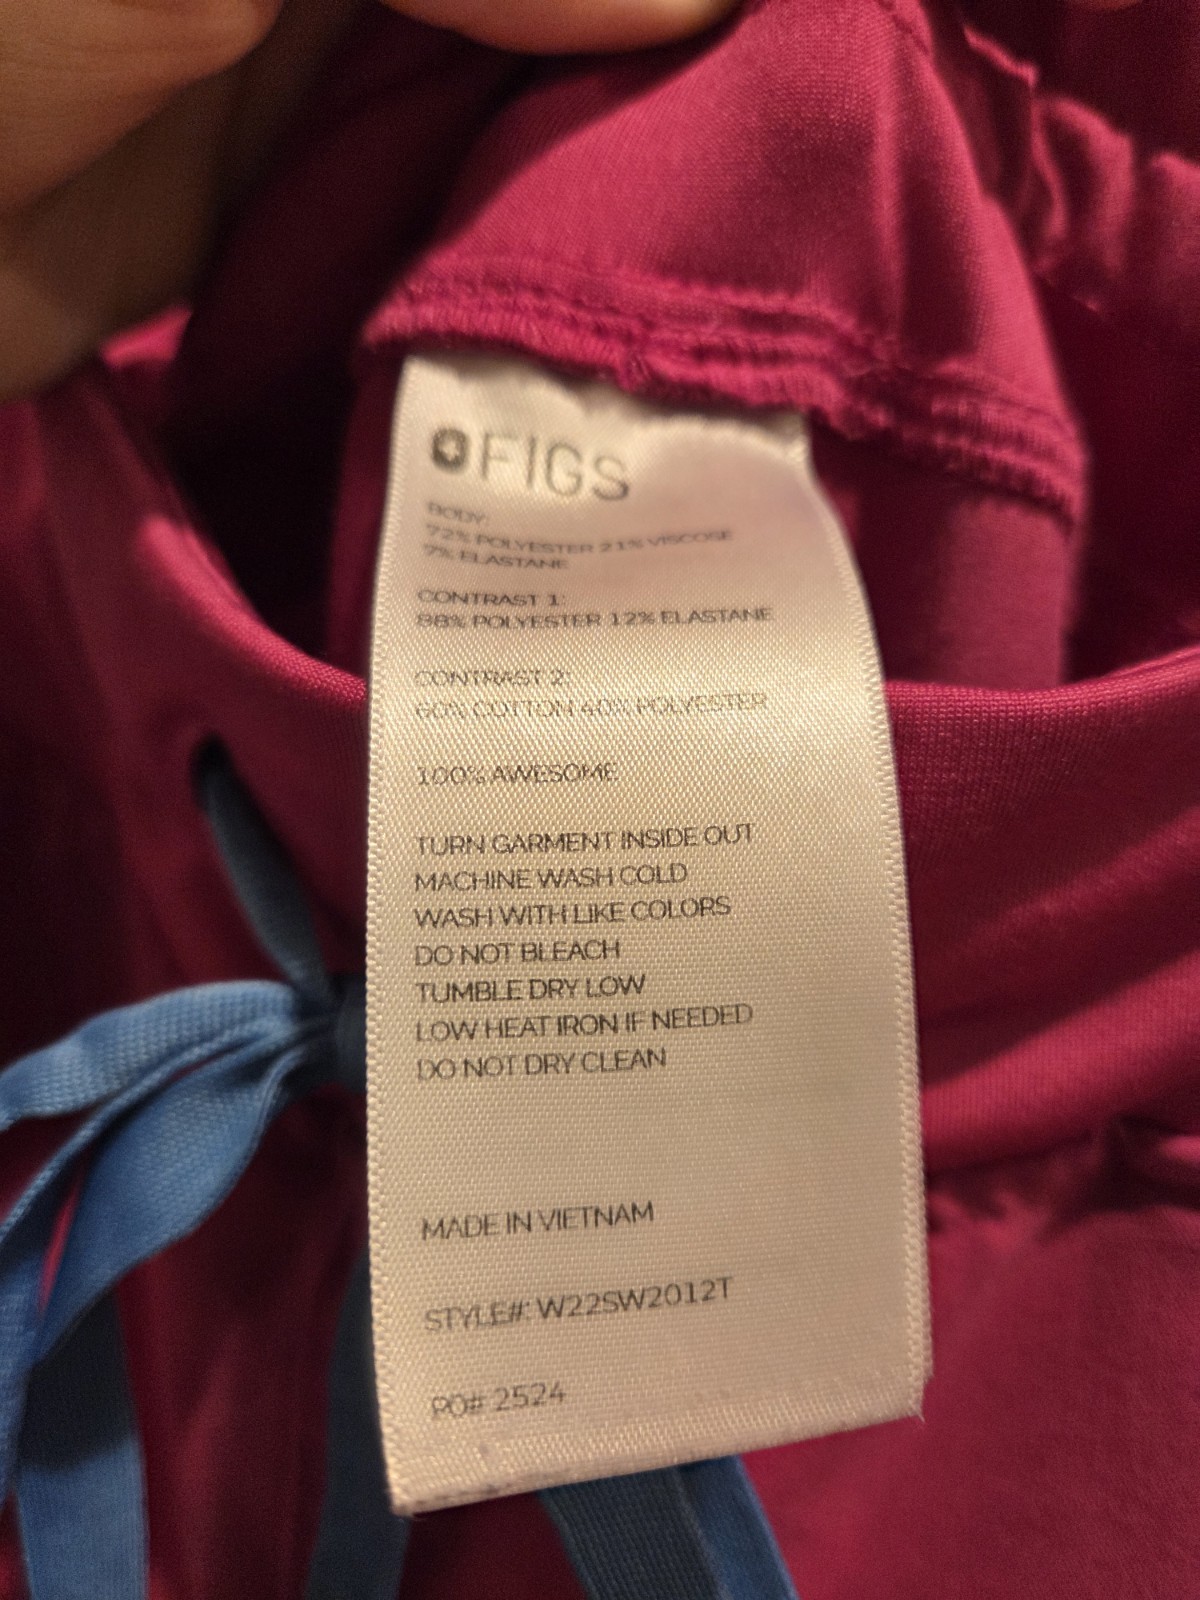 FIGS
BODY:
72% POLYESTER 21% VISCOSE
7% ELASTANE
CONTRAST 1:
88% POLYESTER 12% ELASTANE
CONTRAST 2:
60% COTTON 40% POLYESTER
100% AWESOME
TURN GARMENT INSIDE OUT
MACHINE WASH COLD
WASH WITH LIKE COLORS
DO NOT BLEACH
TUMBLE DRY LOW
LOW HEAT IRON IF NEEDED
DO NOT DRY CLEAN
MADE IN VIETNAM
STYLE#: W22SW2012T
PO# 2524